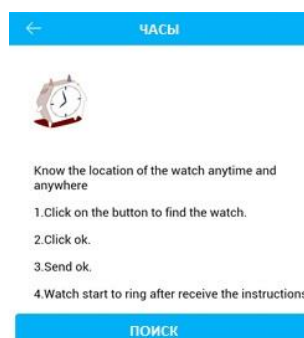 ЧАСЫ
Know the location of the watch anytime and
anywhere
1.Click on the button to find the watch.
2.Click ok.
3.Send ok.
4.Watch start to ring after receive the instructions
ПОИСК